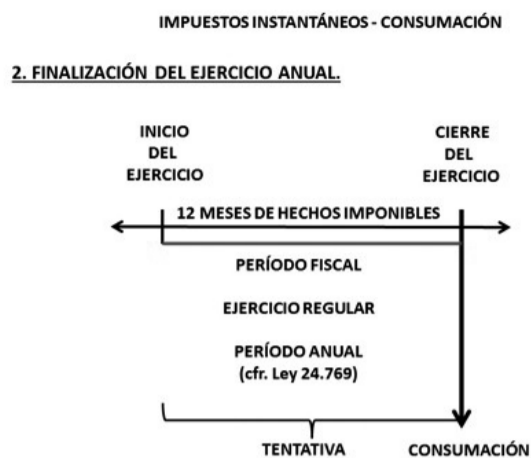 IMPUESTOS INSTANTÁNEOS - CONSUMACIÓN
2. FINALIZACIÓN DEL EJERCICIO ANUAL.
INICIO
DEL
EJERCICIO
CIERRE
DEL
EJERCICIO
12 MESES DE HECHOS IMPONIBLES
PERÍODO FISCAL
EJERCICIO REGULAR
PERÍODO ANUAL
(cfr. Ley 24.769)
TENTATIVA
CONSUMACIÓN